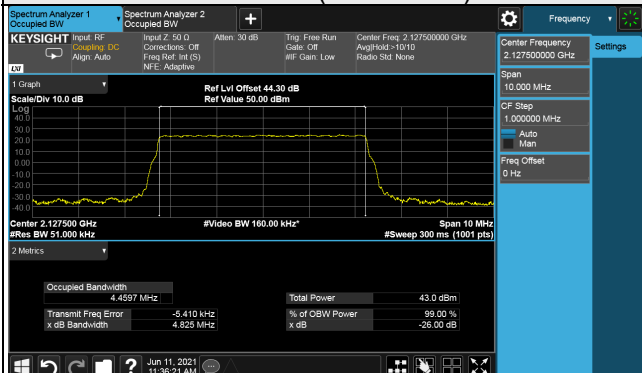 Spectrum Analyzer 1
Occupied BW
Spectrum Analyzer 2
Occupied BW
+
Frequency
KEYSIGHT
Input: RF
Coupling: DC
Align: Auto
Input Z: 50 Ω
Corrections: Off
Freq Ref: Int (S)
NFE: Adaptive
Atten: 30 dB
Trig: Free Run
Gate: Off
#IF Gain: Low
Center Freq: 2.127500000 GHz
Avg|Hold:>10/10
Radio Std: None
LXI
Center Frequency
2.127500000 GHz
Settings
Span
10.000 MHz
CF Step
1.000000 MHz
Auto
Man
Freq Offset
0 Hz
1 Graph
Scale/Div 10.0 dB
Ref Lvl Offset 44.30 dB
Ref Value 50.00 dBm
Log
40.0
30.0
20.0
10.0
0.00
-10.0
-20.0
-30.0
-40.0
Center 2.127500 GHz
#Res BW 51.000 kHz
#Video BW 160.00 kHz*
Span 10 MHz
#Sweep 300 ms (1001 pts)
2 Metrics
Occupied Bandwidth
4.4597 MHz
Total Power 43.0 dBm
Transmit Freq Error -5.410 kHz
% of OBW Power 99.00 %
x dB Bandwidth 4.825 MHz
x dB -26.00 dB
?
Jun 11, 2021
11:36:21 AM